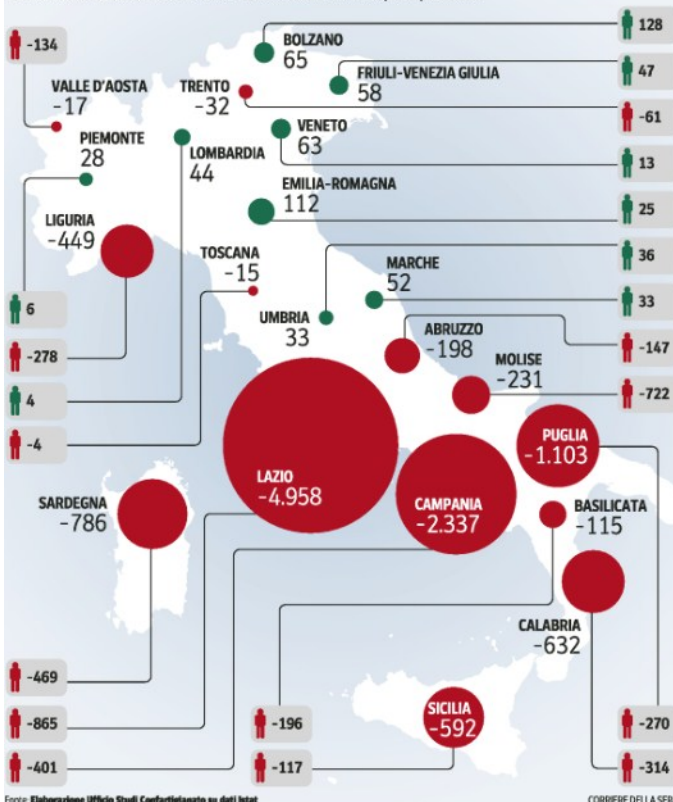 128
BOLZANO
65
-134
47
FRIULI-VENEZIA GIULIA
58
VALLE D'AOSTA
-17
TRENTO
-32
-61
PIEMONTE
28
LOMBARDIA
44
VENETO
63
13
EMILIA-ROMAGNA
112
25
LIGURIA
-449
TOSCANA
-15
36
MARCHE
52
6
UMBRIA
33
33
ABRUZZO
-198
-147
-278
MOLISE
-231
-722
4
-4
PUGLIA
-1.103
LAZIO
-4.958
CAMPANIA
-2.337
SARDEGNA
-786
BASILICATA
-115
CALABRIA
-632
-469
SICILIA
-592
-865
-196
-270
-401
-117
-314
Fonte: Elaborazione Ufficio Studi Confartigianato su dati Istat
CORRIERE DELLA SER